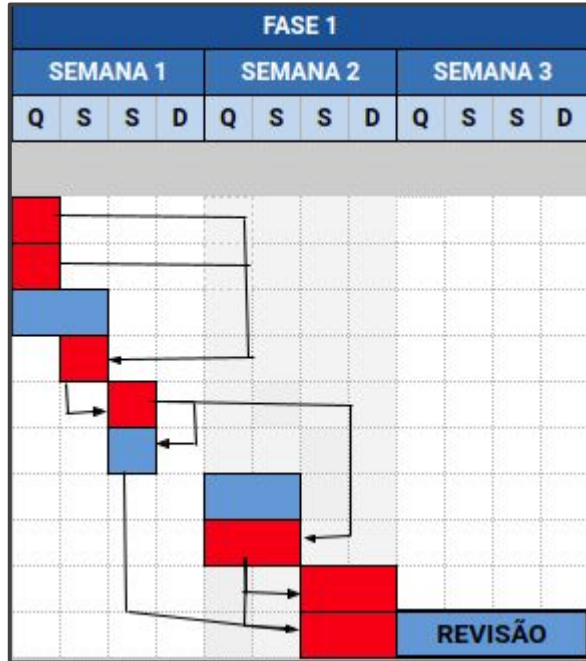 FASE 1
SEMANA 1 SEMANA 2 SEMANA 3
Q S S D Q S S D Q S S D
REVISÃO